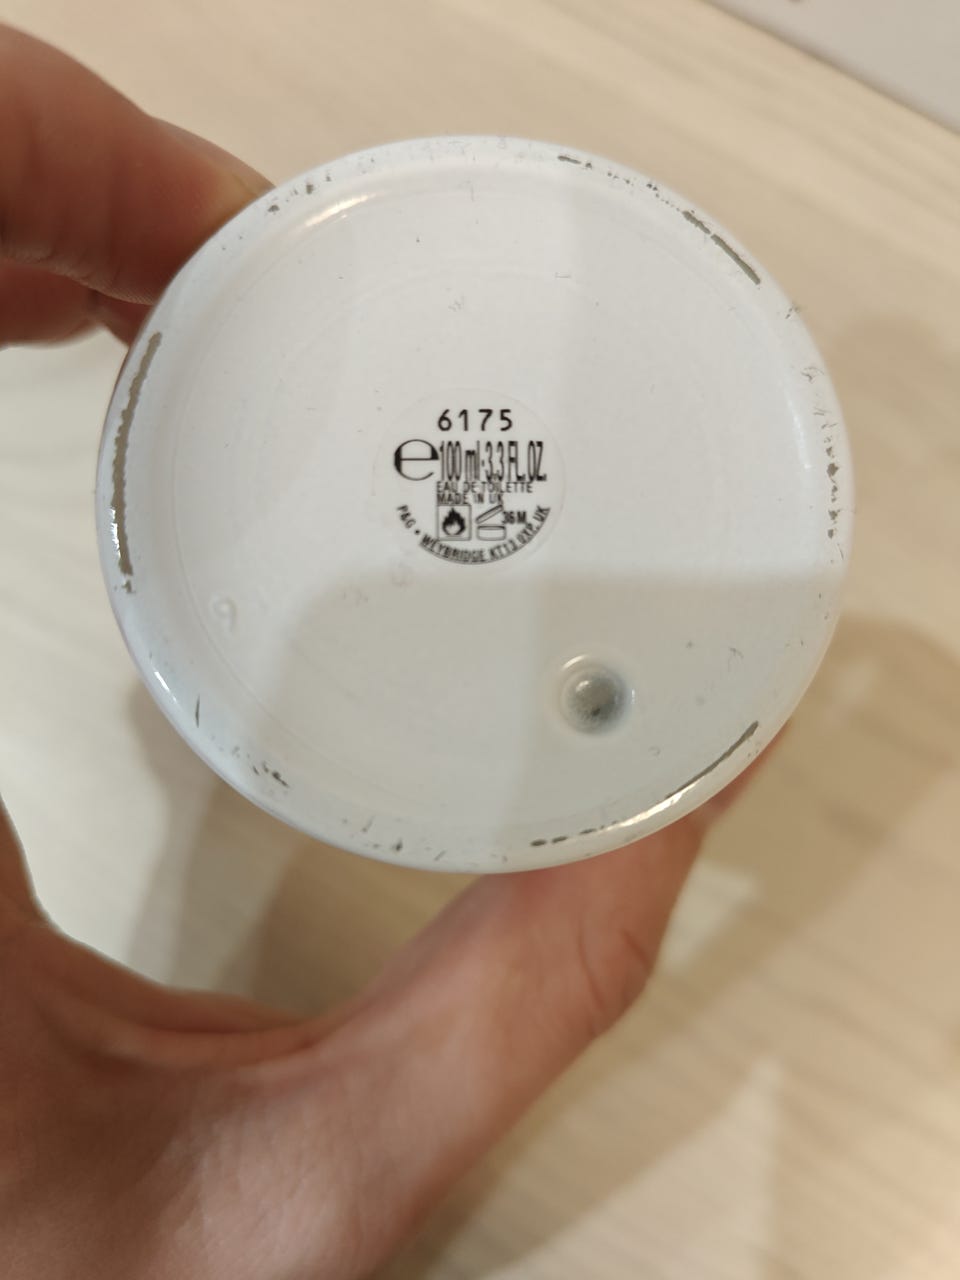 6175
e 100 ml·3.3 FL.OZ.
EAU DE TOILETTE
MADE IN UK
36 M
P&G • WEYBRIDGE KT13 0XP, UK